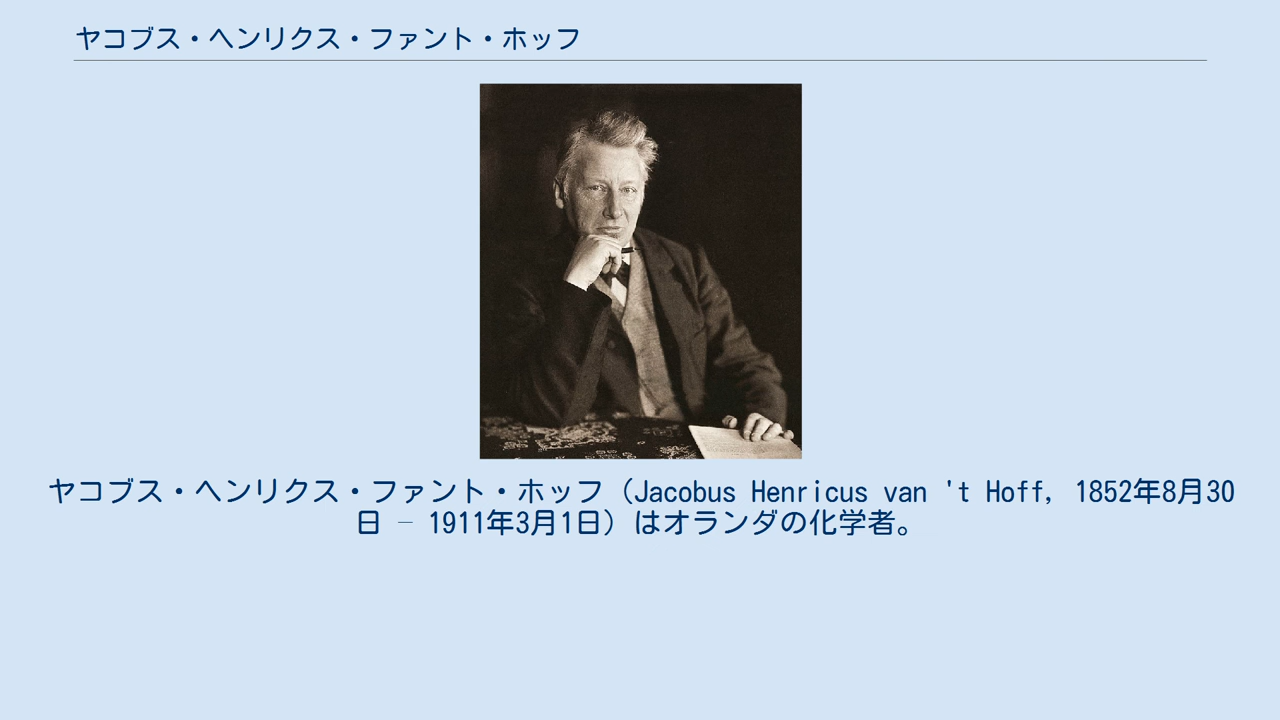 ヤコブス・ヘンリクス・ファント・ホッフ
ヤコブス・ヘンリクス・ファント・ホッフ（Jacobus Henricus van 't Hoff, 1852年8月30
日 – 1911年3月1日）はオランダの化学者。